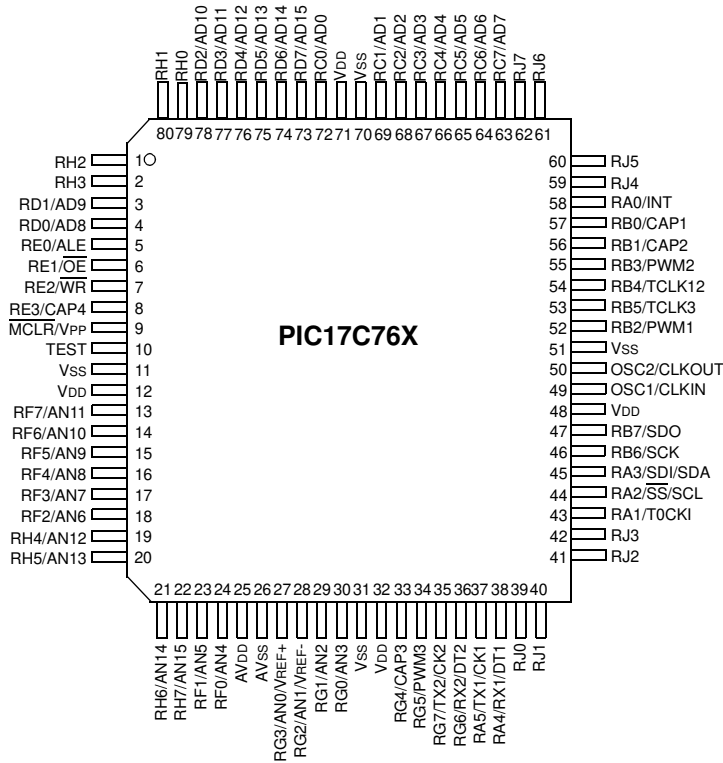 RH1 RH0 RD2/AD10 RD3/AD11 RD4/AD12 RD5/AD13 RD6/AD14 RD7/AD15 RC0/AD0 VDD VSS RC1/AD1 RC2/AD2 RC3/AD3 RC4/AD4 RC5/AD5 RC6/AD6 RC7/AD7 RJ7 RJ6
80 79 78 77 76 75 74 73 72 71 70 69 68 67 66 65 64 63 62 61
RH2 1
RH3 2
RD1/AD9 3
RD0/AD8 4
RE0/ALE 5
RE1/OE 6
RE2/WR 7
RE3/CAP4 8
MCLR/VPP 9
TEST 10
VSS 11
VDD 12
RF7/AN11 13
RF6/AN10 14
RF5/AN9 15
RF4/AN8 16
RF3/AN7 17
RF2/AN6 18
RH4/AN12 19
RH5/AN13 20
PIC17C76X
60 RJ5
59 RJ4
58 RA0/INT
57 RB0/CAP1
56 RB1/CAP2
55 RB3/PWM2
54 RB4/TCLK12
53 RB5/TCLK3
52 RB2/PWM1
51 VSS
50 OSC2/CLKOUT
49 OSC1/CLKIN
48 VDD
47 RB7/SDO
46 RB6/SCK
45 RA3/SDI/SDA
44 RA2/SS/SCL
43 RA1/T0CKI
42 RJ3
41 RJ2
21 22 23 24 25 26 27 28 29 30 31 32 33 34 35 36 37 38 39 40
RH6/AN14 RH7/AN15 RF1/AN5 RF0/AN4 AVDD AVSS RG3/AN0/VREF+ RG2/AN1/VREF- RG1/AN2 RG0/AN3 VSS VDD RG4/CAP3 RG5/PWM3 RG7/TX2/CK2 RG6/RX2/DT2 RA5/TX1/CK1 RA4/RX1/DT1 RJ0 RJ1